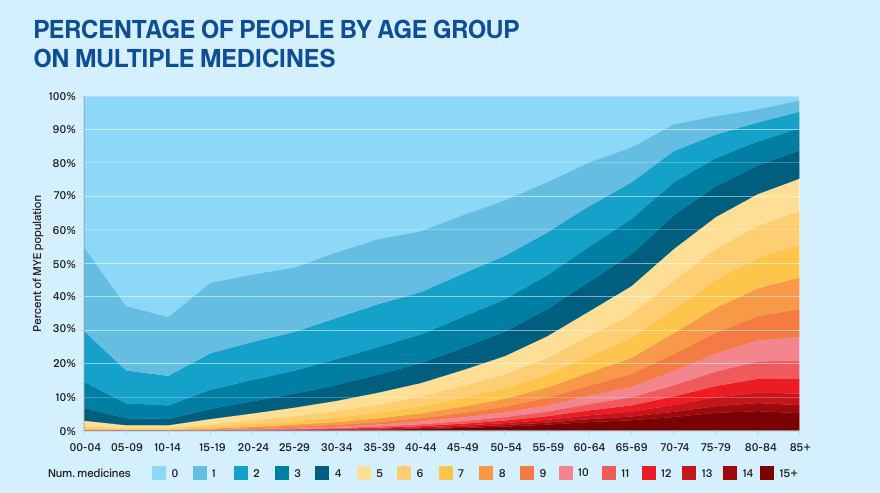 PERCENTAGE OF PEOPLE BY AGE GROUP
ON MULTIPLE MEDICINES
Percent of MYE population
100%
90%
80%
70%
60%
50%
40%
30%
20%
10%
0%
00-04 05-09 10-14 15-19 20-24 25-29 30-34 35-39 40-44 45-49 50-54 55-59 60-64 65-69 70-74 75-79 80-84 85+
Num. medicines 0 1 2 3 4 5 6 7 8 9 10 11 12 13 14 15+